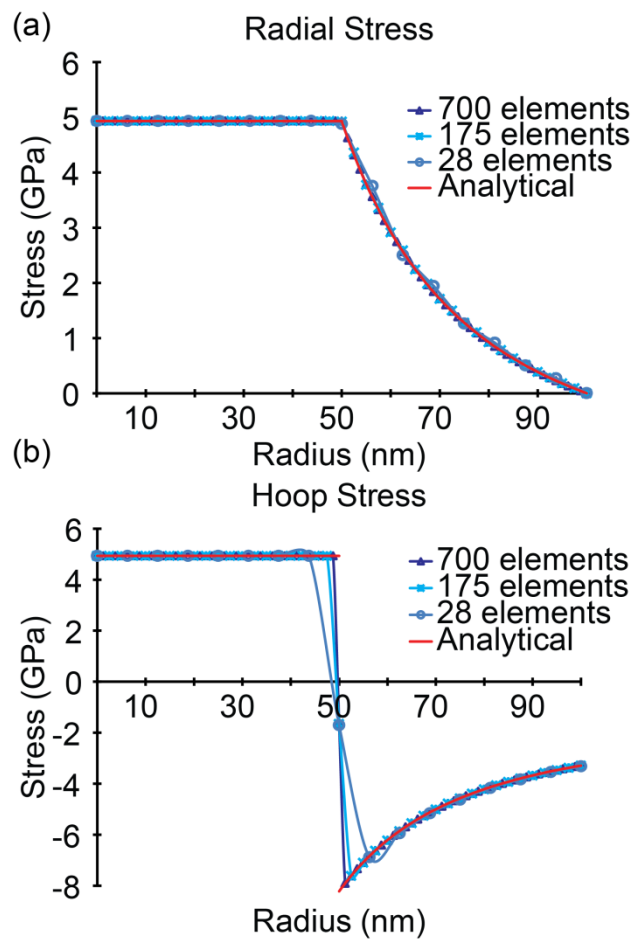 (a)
Radial Stress
6
5
4
3
2
1
0
Stress (GPa)
700 elements
175 elements
28 elements
Analytical
10 30 50 70 90
Radius (nm)
(b)
Hoop Stress
6
4
2
0
-2
-4
-6
-8
Stress (GPa)
700 elements
175 elements
28 elements
Analytical
10 30 50 70 90
Radius (nm)